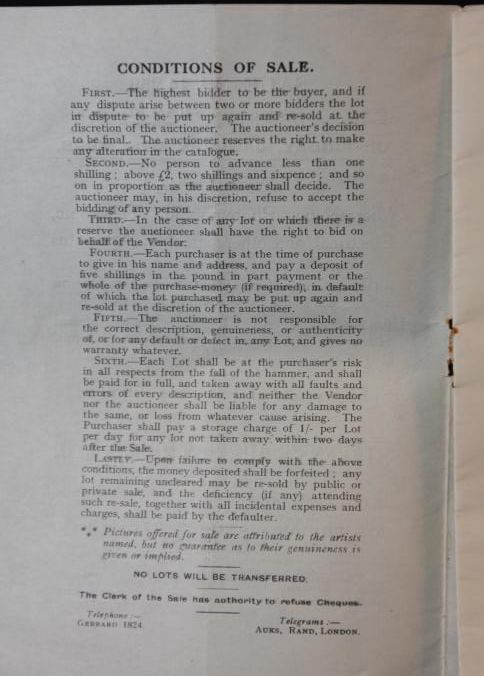 CONDITIONS OF SALE.
FIRST.—The highest bidder to be the buyer, and if
any dispute arise between two or more bidders the lot
in dispute to be put up again and re-sold at the
discretion of the auctioneer. The auctioneer's decision
to be final. The auctioneer reserves the right to make
any alteration in the catalogue.
SECOND.—No person to advance less than one
shilling; above £2, two shillings and sixpence; and so
on in proportion as the auctioneer shall decide. The
auctioneer may, in his discretion, refuse to accept the
bidding of any person.
THIRD.—In the case of any lot on which there is a
reserve the auctioneer shall have the right to bid on
behalf of the Vendor.
FOURTH.—Each purchaser is at the time of purchase
to give in his name and address, and pay a deposit of
five shillings in the pound in part payment or the
whole of the purchase-money (if required), in default
of which the lot purchased may be put up again and
re-sold at the discretion of the auctioneer.
FIFTH.—The auctioneer is not responsible for
the correct description, genuineness, or authenticity
of, or for any default or defect in, any Lot, and gives no
warranty whatever.
SIXTH.—Each Lot shall be at the purchaser's risk
in all respects from the fall of the hammer, and shall
be paid for in full, and taken away with all faults and
errors of every description, and neither the Vendor
nor the auctioneer shall be liable for any damage to
the same, or loss from whatever cause arising. The
Purchaser shall pay a storage charge of 1/- per Lot
per day for any lot not taken away within two days
after the Sale.
LASTLY.—Upon failure to comply with the above
conditions, the money deposited shall be forfeited; any
lot remaining uncleared may be re-sold by public or
private sale, and the deficiency (if any) attending
such re-sale, together with all incidental expenses and
charges, shall be paid by the defaulter.
*** Pictures offered for sale are attributed to the artists
named, but no guarantee as to their genuineness is
given or implied.
NO LOTS WILL BE TRANSFERRED.
The Clerk of the Sale has authority to refuse Cheques.
Telephone:—
GERRARD 1824.
Telegrams:—
AUKS, RAND, LONDON.